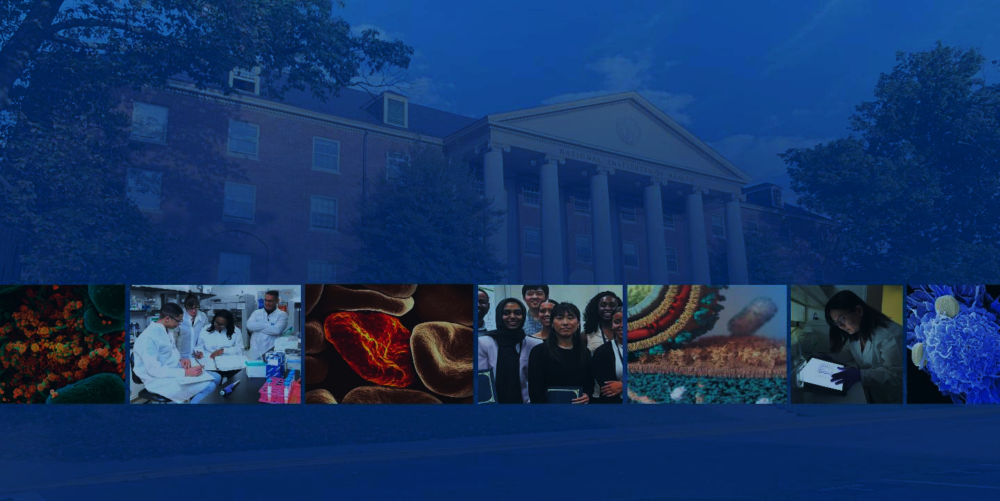 NATIONAL INSTITUTES OF HEALTH